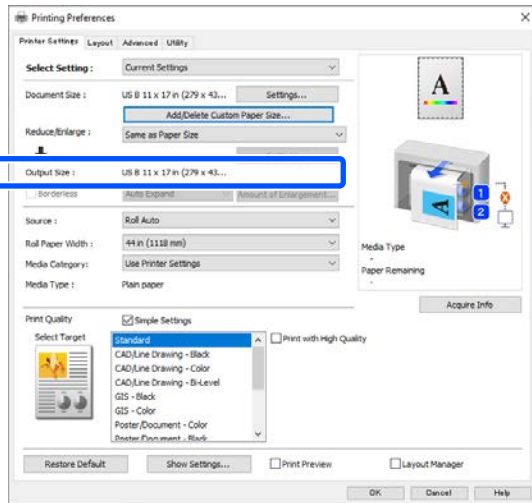 Printing Preferences
Printer Settings Layout Advanced Utility
Select Setting : Current Settings
Document Size : US B 11 x 17 in (279 x 43... Settings...
Add/Delete Custom Paper Size...
Reduce/Enlarge : Same as Paper Size
Output Size : US B 11 x 17 in (279 x 43...
Borderless Auto Expand Amount of Enlargement...
Source : Roll Auto
Roll Paper Width : 44 in (1118 mm)
Media Category: Use Printer Settings
Media Type : Plain paper
A
1
2
Media Type
-
Paper Remaining
-
Acquire Info
Print Quality Simple Settings
Select Target
Standard
CAD/Line Drawing - Black
CAD/Line Drawing - Color
CAD/Line Drawing - Bi-Level
GIS - Black
GIS - Color
Poster/Document - Color
Poster/Document - Black
Print with High Quality
Restore Default Show Settings... Print Preview Layout Manager
OK Cancel Help